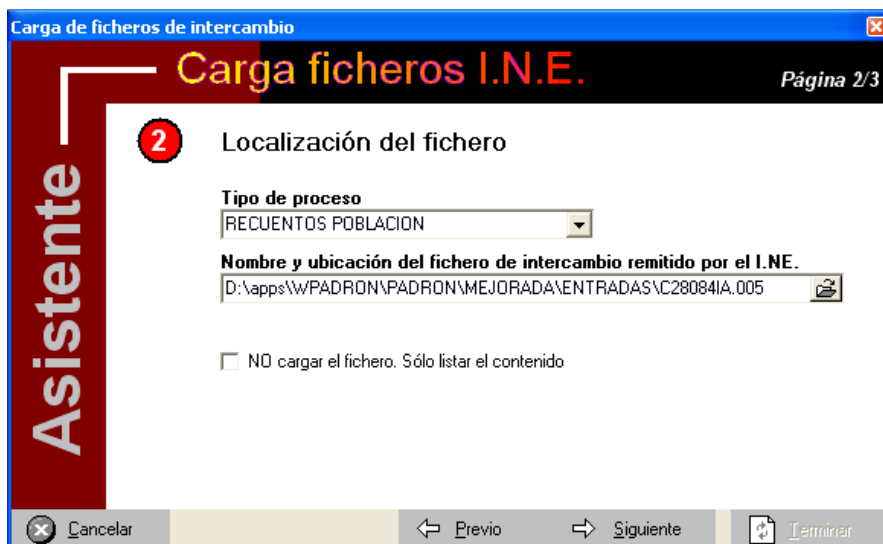 Carga de ficheros de intercambio
Carga ficheros I.N.E.
Página 2/3
Asistente
2
Localización del fichero
Tipo de proceso
RECUENTOS POBLACION
Nombre y ubicación del fichero de intercambio remitido por el I.NE.
D:\apps\WPADRON\PADRON\MEJORADA\ENTRADAS\C28084IA.005
NO cargar el fichero. Sólo listar el contenido
Cancelar
Previo
Siguiente
Terminar